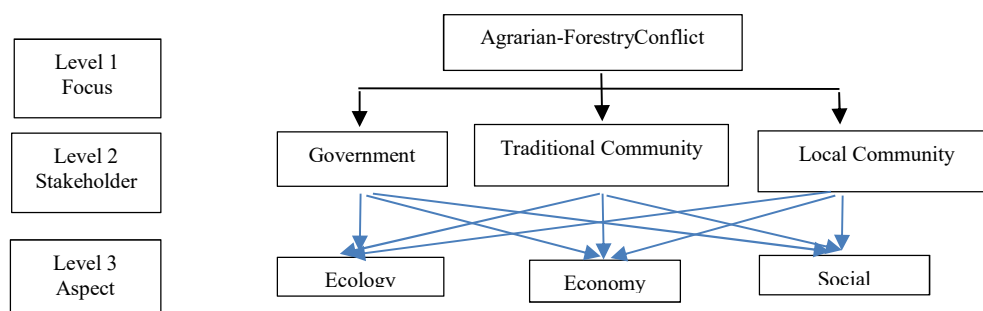 Agrarian-ForestryConflict
Level 1
Focus
Level 2
Stakeholder
Government
Traditional Community
Local Community
Level 3
Aspect
Ecology
Economy
Social